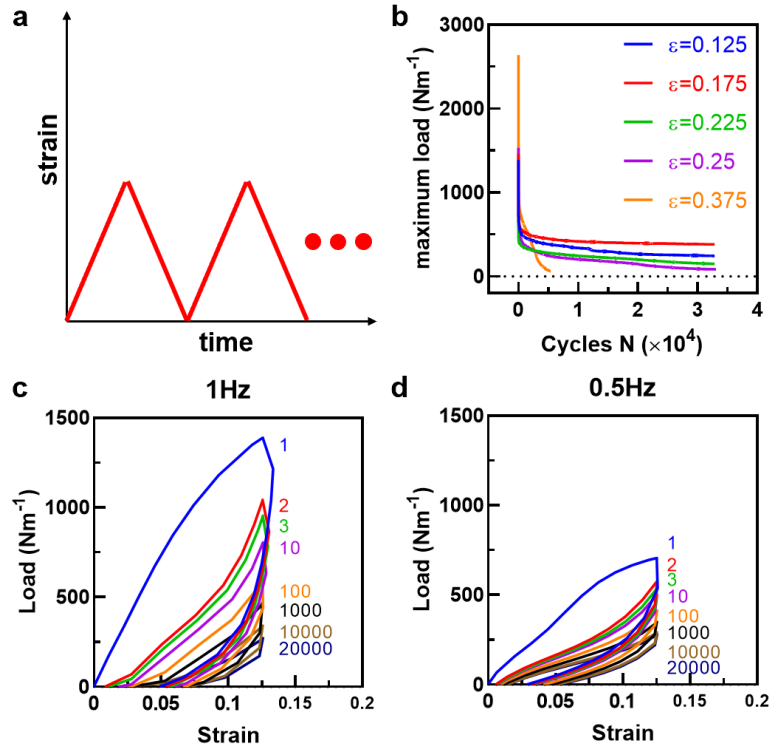 a
strain
time
b
maximum load (Nm⁻¹)
3000
2000
1000
0
ε=0.125
ε=0.175
ε=0.225
ε=0.25
ε=0.375
0 1 2 3 4
Cycles N (×10⁴)
c
1Hz
Load (Nm⁻¹)
1500
1000
500
0
1
2
3
10
100
1000
10000
20000
0 0.05 0.1 0.15 0.2
Strain
d
0.5Hz
Load (Nm⁻¹)
1500
1000
500
0
1
2
3
10
100
1000
10000
20000
0 0.05 0.1 0.15 0.2
Strain